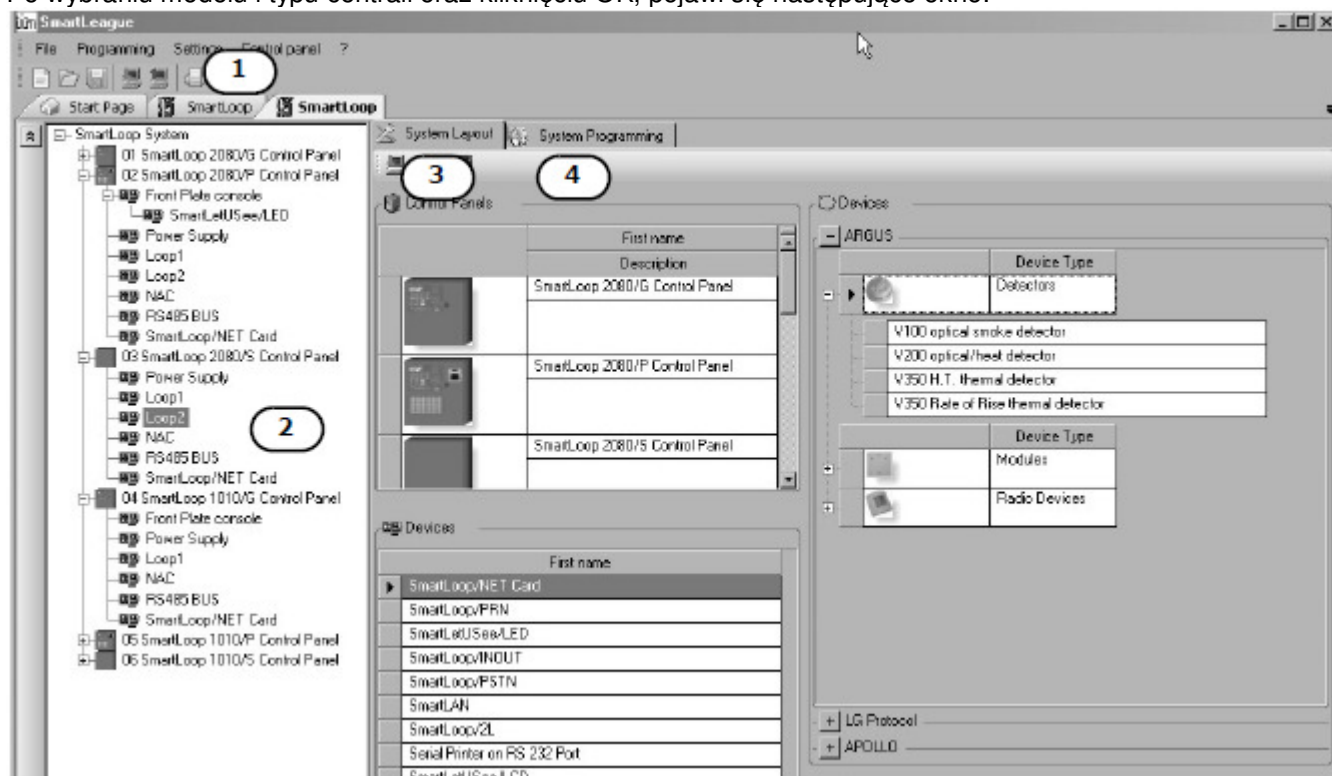 Po wybraniu modelu i typu centrali oraz kliknięciu OK, pojawi się następujące okno:
SmartLeague
File Programming Settings Control panel ?
1
Start Page SmartLoop SmartLoop
SmartLoop System
01 SmartLoop 2080/G Control Panel
02 SmartLoop 2080/P Control Panel
Front Plate console
SmartLetUSee/LED
Power Supply
Loop1
Loop2
NAC
RS485 BUS
SmartLoop/NET Card
03 SmartLoop 2080/S Control Panel
Power Supply
Loop1
Loop2
NAC
RS485 BUS
SmartLoop/NET Card
04 SmartLoop 1010/G Control Panel
Front Plate console
Power Supply
Loop1
NAC
RS485 BUS
SmartLoop/NET Card
05 SmartLoop 1010/P Control Panel
06 SmartLoop 1010/S Control Panel
2
System Layout System Programming
3 4
Control Panels
First name
Description
SmartLoop 2080/G Control Panel
SmartLoop 2080/P Control Panel
SmartLoop 2080/S Control Panel
Devices
First name
SmartLoop/NET Card
SmartLoop/PRN
SmartLetUSee/LED
SmartLoop/INOUT
SmartLoop/PSTN
SmartLAN
SmartLoop/2L
Serial Printer on RS 232 Port
SmartLetUSee/LCD
Devices
ARGUS
Device Type
Detectors
V100 optical smoke detector
V200 optical/heat detector
V350 H.T. thermal detector
V350 Rate of Rise thermal detector
Device Type
Modules
Radio Devices
LG Protocol
APOLLO